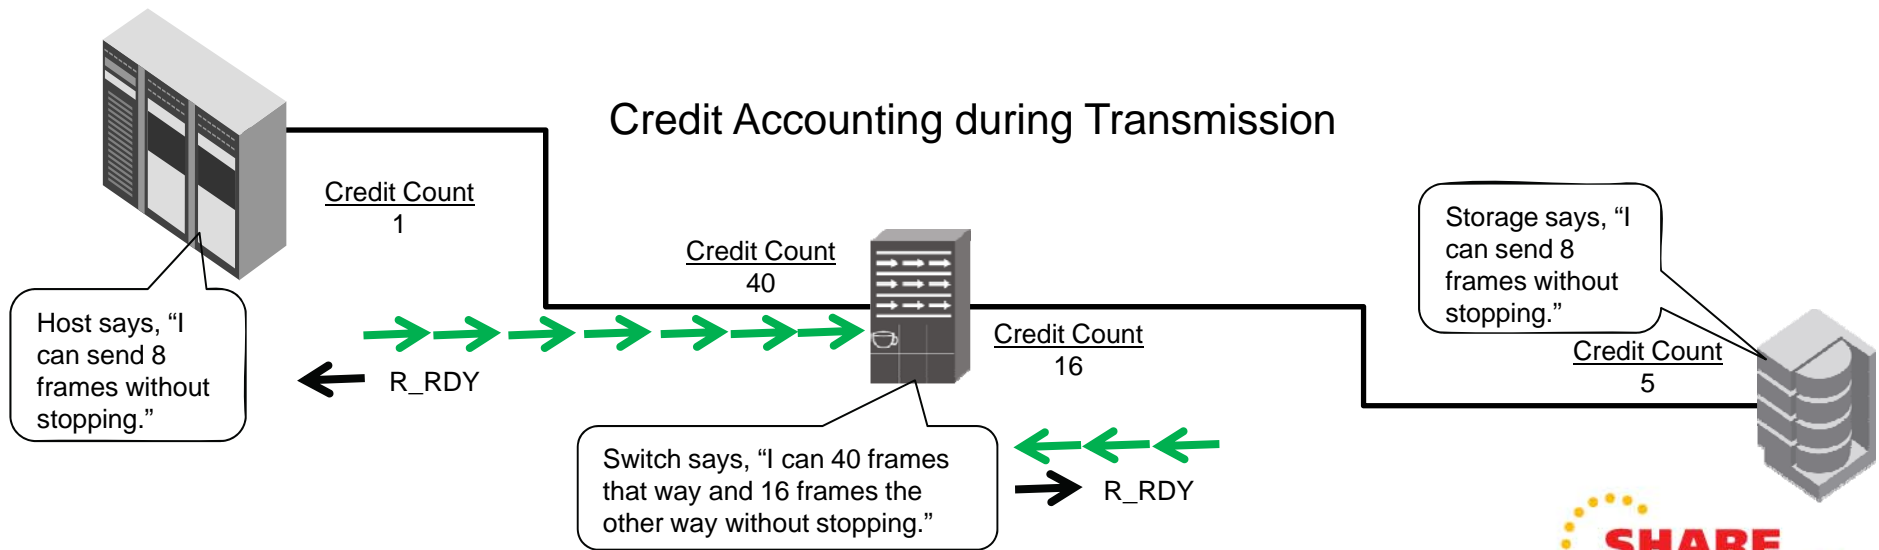 Credit Accounting during Transmission
Credit Count
1
Credit Count
40
Credit Count
16
Credit Count
5
Host says, “I
can send 8
frames without
stopping.”
R_RDY
Switch says, “I can 40 frames
that way and 16 frames the
other way without stopping.”
R_RDY
Storage says, “I
can send 8
frames without
stopping.”
SHARE